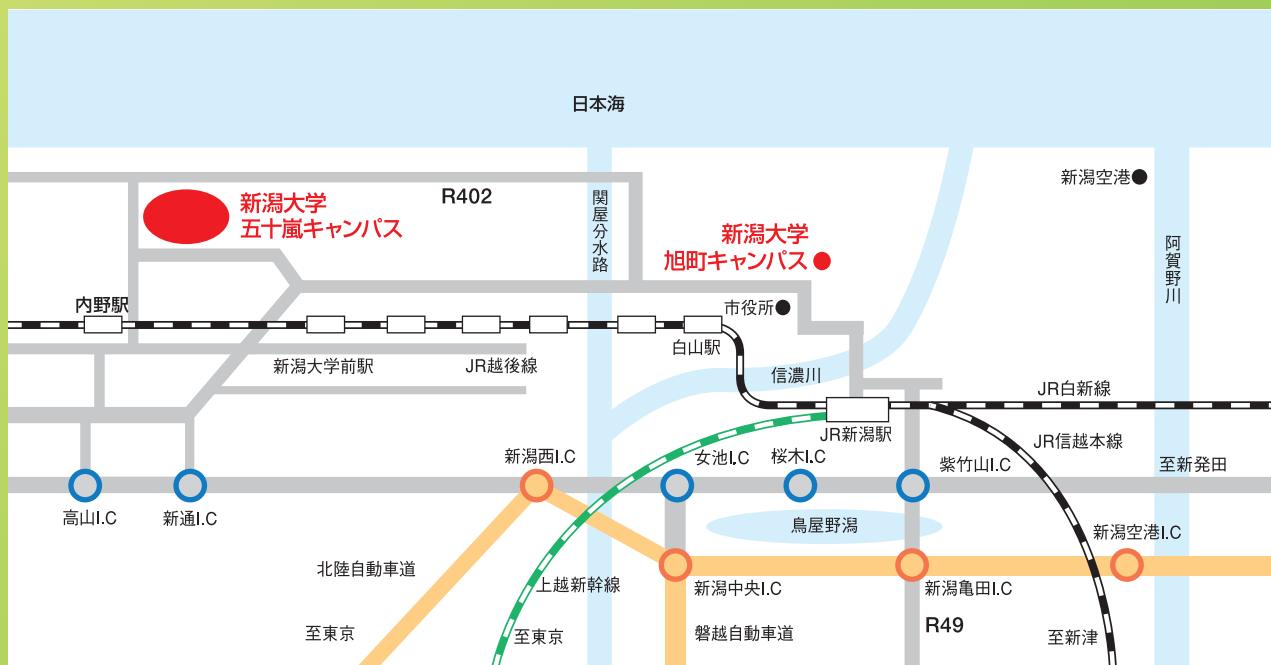 日本海
新潟空港
R402
新潟大学
五十嵐キャンパス
関屋分水路
新潟大学
旭町キャンパス
阿賀野川
内野駅
市役所
新潟大学前駅
JR越後線
白山駅
信濃川
JR白新線
JR新潟駅
JR信越本線
新潟西I.C
女池I.C
桜木I.C
紫竹山I.C
至新発田
高山I.C
新通I.C
鳥屋野潟
新潟空港I.C
北陸自動車道
上越新幹線
新潟中央I.C
新潟亀田I.C
至東京
至東京
磐越自動車道
R49
至新津